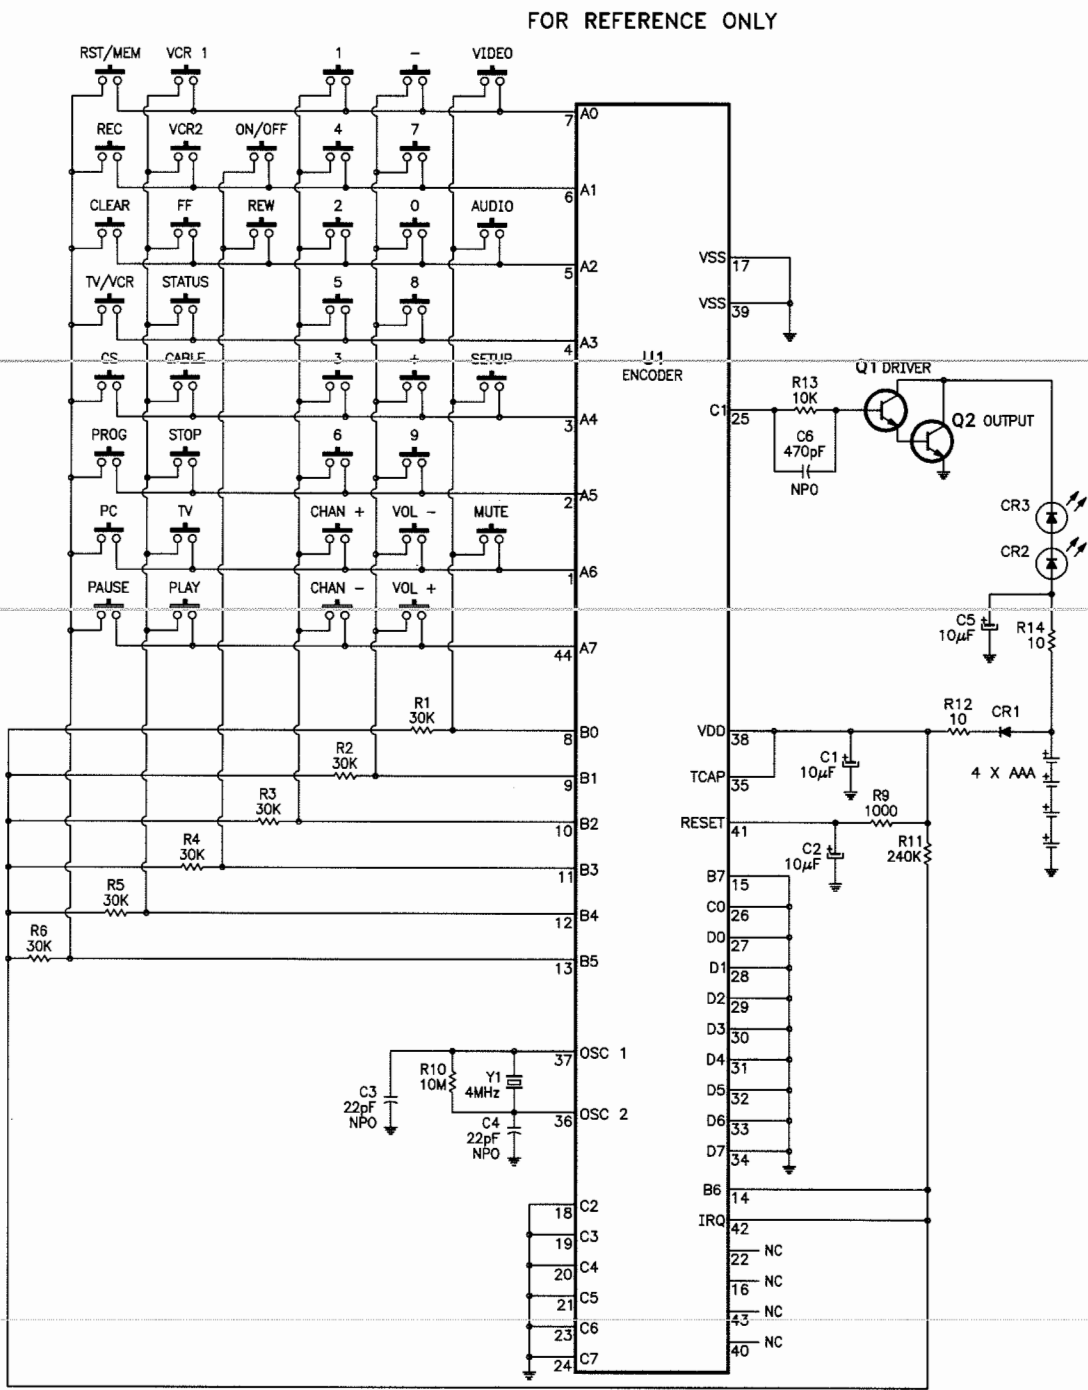 FOR REFERENCE ONLY
RST/MEM VCR 1 1 – VIDEO
7 A0
REC VCR2 ON/OFF 4 7
6 A1
CLEAR FF REW 2 0 AUDIO
5 A2
VSS 17
TV/VCR STATUS 5 8
VSS 39
4 A3
CS CABLE 3 + SETUP
U1
ENCODER
Q1 DRIVER
R13
10K
C1 25
3 A4
Q2 OUTPUT
C6
470pF
NPO
PROG STOP 6 9
2 A5
CR3
PC TV CHAN + VOL - MUTE
CR2
1 A6
PAUSE PLAY CHAN - VOL +
C5
10µF
+
R14
10
44 A7
R1
30K
8 B0
VDD 38
R12
10
CR1
R2
30K
9 B1
TCAP 35
C1
10µF
+
4 X AAA
+
+
+
+
R3
30K
10 B2
RESET 41
R9
1000
R4
30K
11 B3
C2
10µF
+
R11
240K
R5
30K
12 B4
B7 15
C0 26
R6
30K
13 B5
D0 27
D1 28
D2 29
D3 30
37 OSC 1
D4 31
R10
10M
Y1
4MHz
C3
22pF
NPO
D5 32
36 OSC 2
D6 33
C4
22pF
NPO
D7 34
B6 14
18 C2
IRQ 42
19 C3
22 NC
20 C4
16 NC
21 C5
43 NC
23 C6
40 NC
24 C7